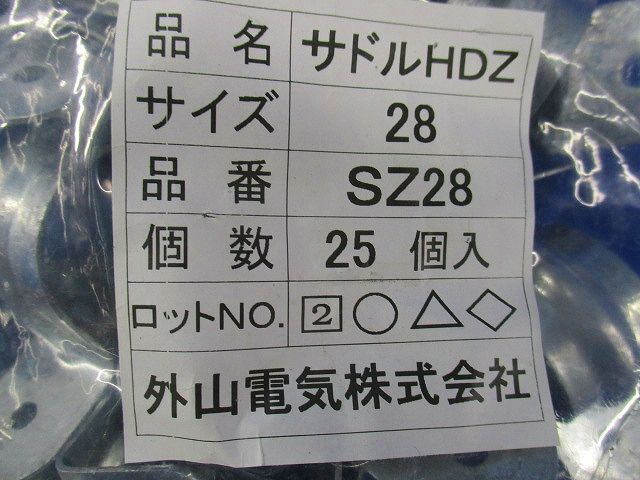 品名 サドルHDZ
サイズ 28
品番 SZ28
個数 25 個入
ロットNO. 2○△◇
外山電気株式会社